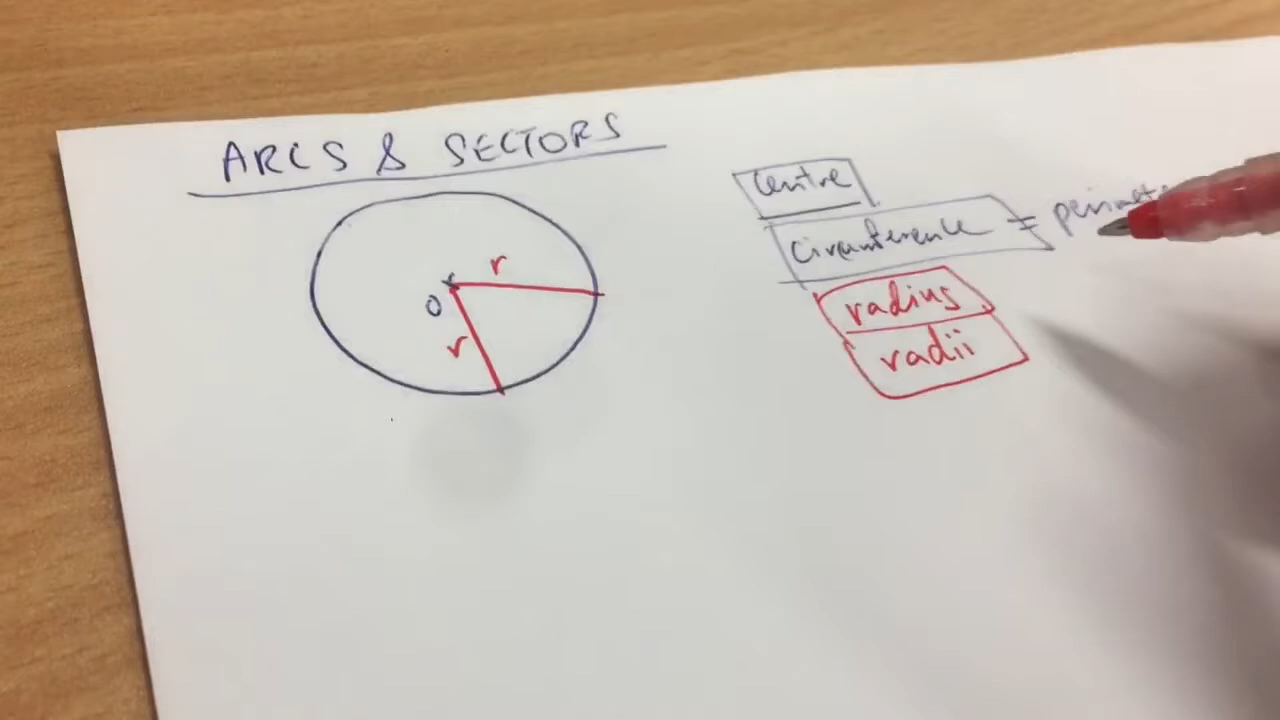 ARCS & SECTORS
centre
circumference =
radius
radii
r
O
r